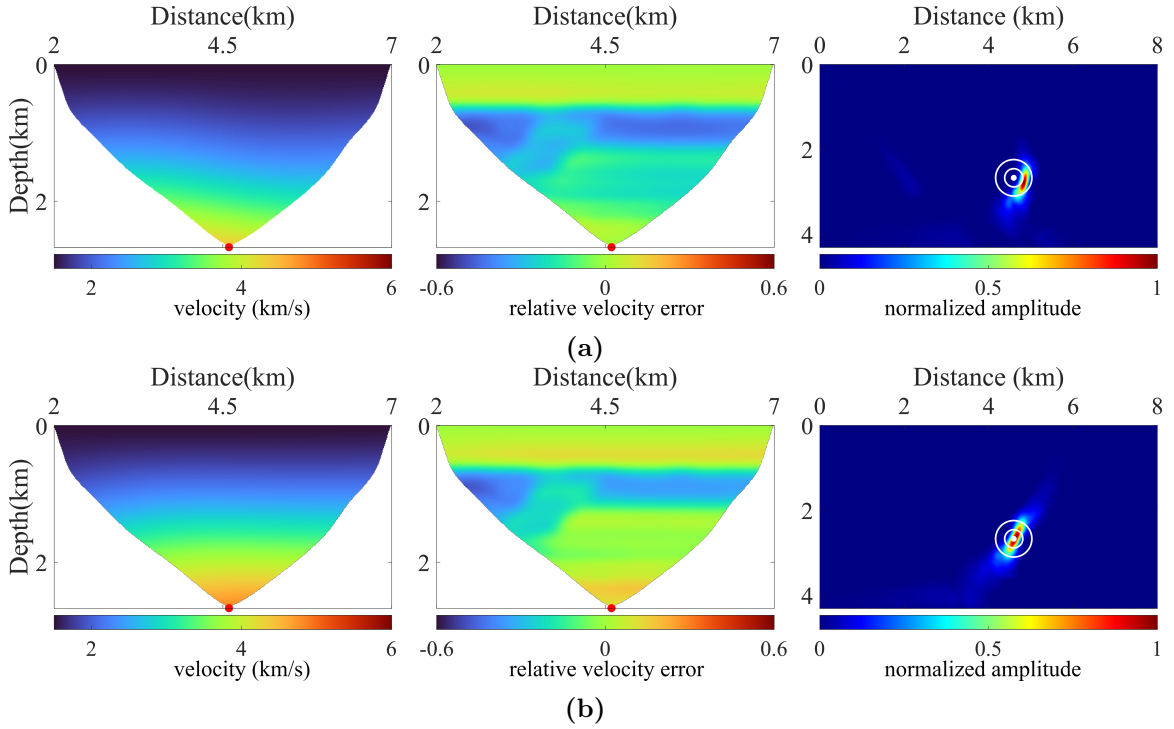 Distance(km) Distance(km) Distance (km)
2 4.5 7 2 4.5 7 0 2 4 6 8
0 0 0
Depth(km)
2 2 2
4
2 4 6 -0.6 0 0.6 0 0.5 1
velocity (km/s) relative velocity error normalized amplitude
(a)
Distance(km) Distance(km) Distance (km)
2 4.5 7 2 4.5 7 0 2 4 6 8
0 0 0
Depth(km)
2 2 2
4
2 4 6 -0.6 0 0.6 0 0.5 1
velocity (km/s) relative velocity error normalized amplitude
(b)